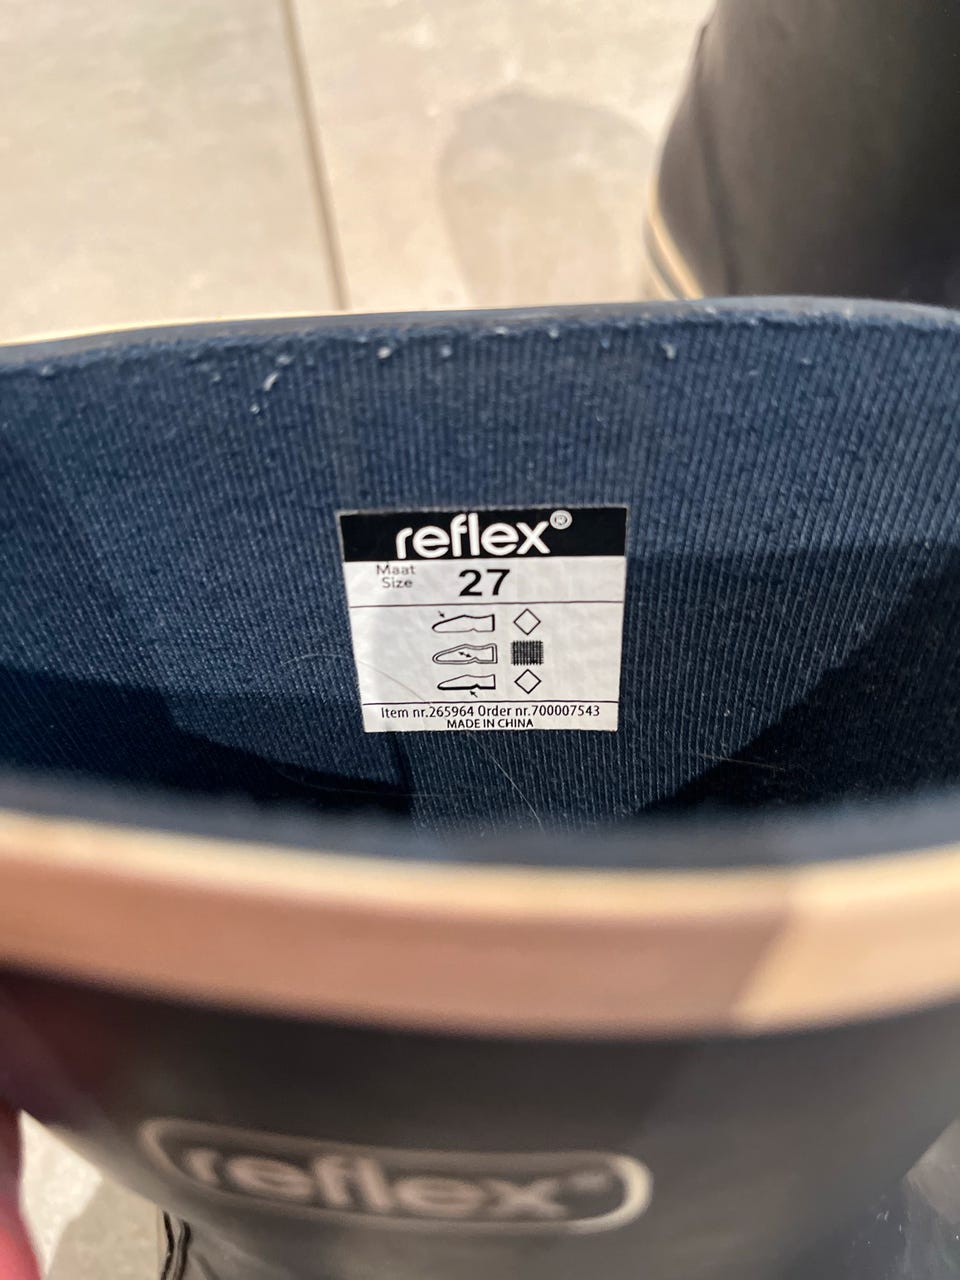 reflex®
Maat
Size 27
Item nr.265964 Order nr.700007543
MADE IN CHINA
reflex